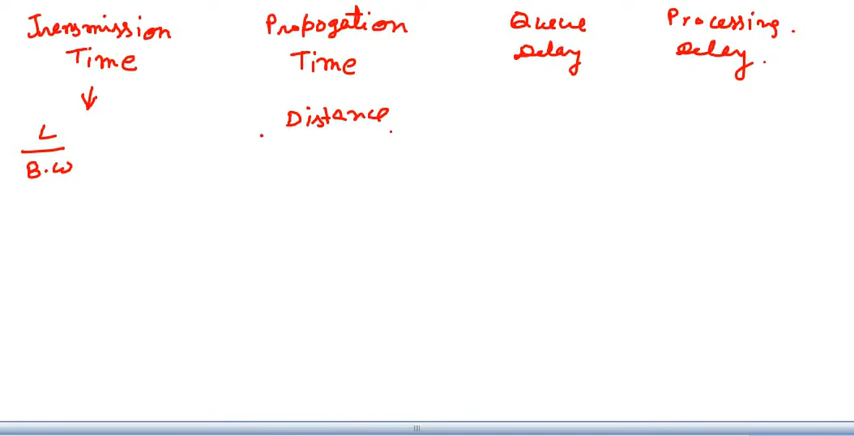 Transmission
Time
L
B.W
Propogation
Time
Distance
Queue
Delay
Processing.
Delay.